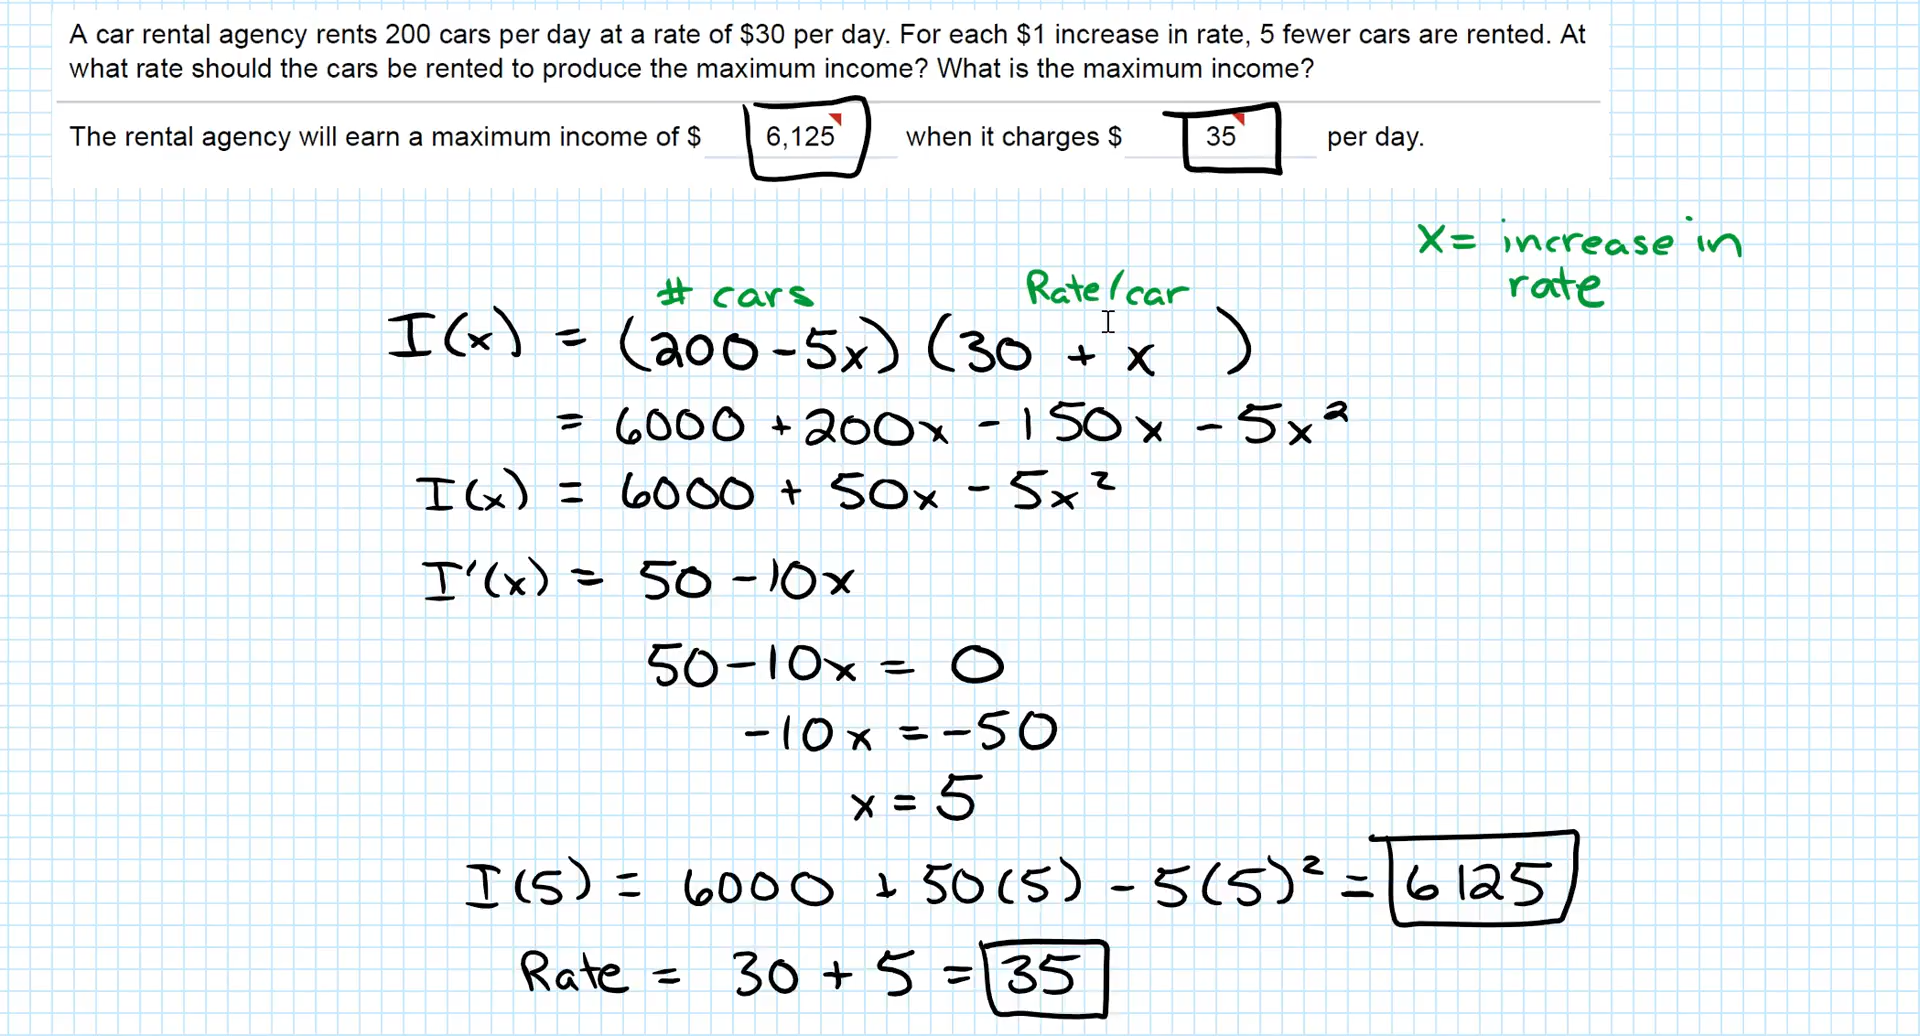 A car rental agency rents 200 cars per day at a rate of $30 per day. For each $1 increase in rate, 5 fewer cars are rented. At
what rate should the cars be rented to produce the maximum income? What is the maximum income?
The rental agency will earn a maximum income of $ 6,125 when it charges $ 35 per day.
X = increase in
rate
# cars Rate/car
I(x) = (200-5x) (30 + x )
= 6000 + 200x - 150x - 5x²
I(x) = 6000 + 50x - 5x²
I'(x) = 50 - 10x
50 - 10x = 0
-10x = -50
x = 5
I(5) = 6000 + 50(5) - 5(5)² = 6125
Rate = 30 + 5 = 35